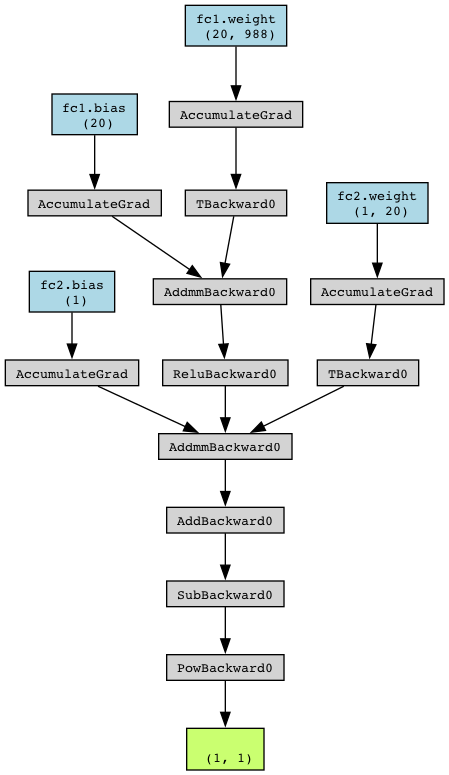 fc1.weight
(20, 988)
fc1.bias
(20)
AccumulateGrad
AccumulateGrad
TBackward0
fc2.weight
(1, 20)
fc2.bias
(1)
AddmmBackward0
AccumulateGrad
AccumulateGrad
ReluBackward0
TBackward0
AddmmBackward0
AddBackward0
SubBackward0
PowBackward0
(1, 1)